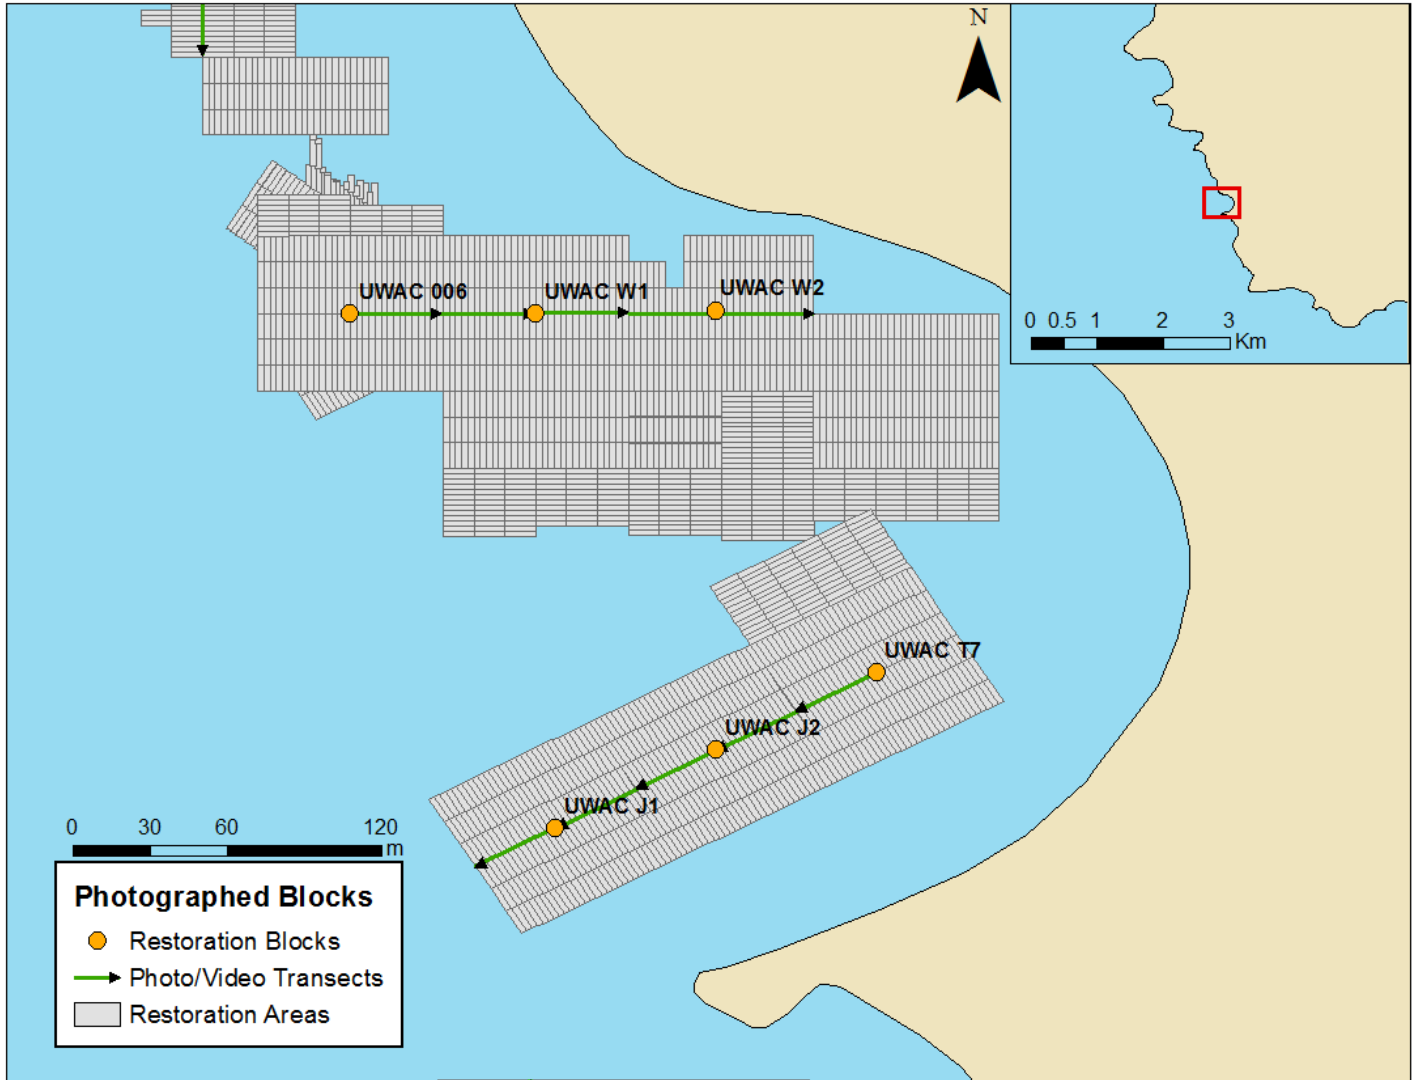 N
0 0.5 1 2 3
Km
UWAC 006
UWAC W1
UWAC W2
UWAC T7
UWAC J2
UWAC J1
0 30 60 120
m
Photographed Blocks
Restoration Blocks
Photo/Video Transects
Restoration Areas